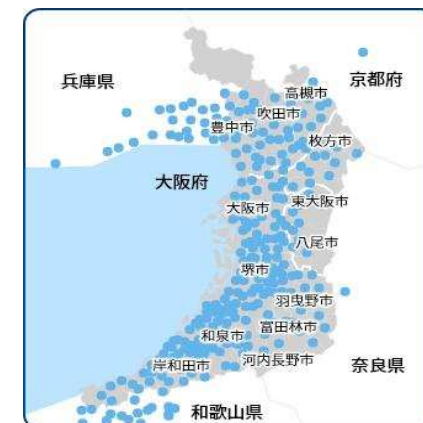 高槻市
京都府
兵庫県
吹田市
豊中市
枚方市
大阪府
東大阪市
大阪市
八尾市
堺市
羽曳野市
富田林市
和泉市
河内長野市
岸和田市
奈良県
和歌山県